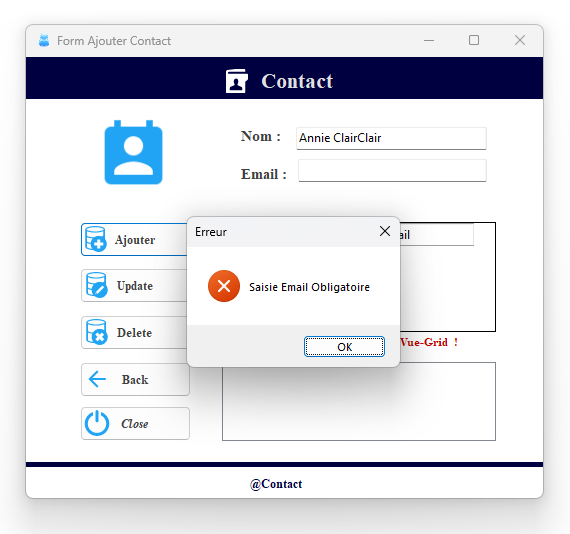 Form Ajouter Contact
Contact
Nom :
Annie ClairClair
Email :
Ajouter
Erreur
Saisie Email Obligatoire
OK
Update
Delete
Vue-Grid !
Back
Close
@Contact